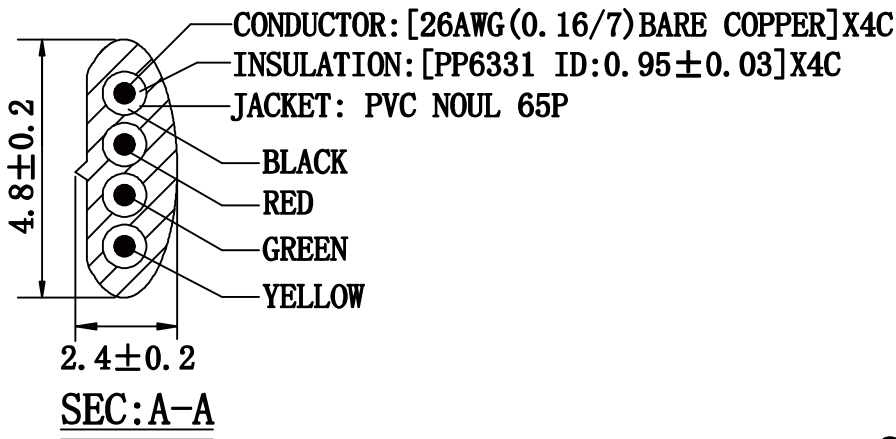 CONDUCTOR:[26AWG(0.16/7)BARE COPPER]X4C
INSULATION:[PP6331 ID:0.95±0.03]X4C
JACKET: PVC NOUL 65P
BLACK
RED
GREEN
YELLOW
4.8±0.2
2.4±0.2
SEC:A-A